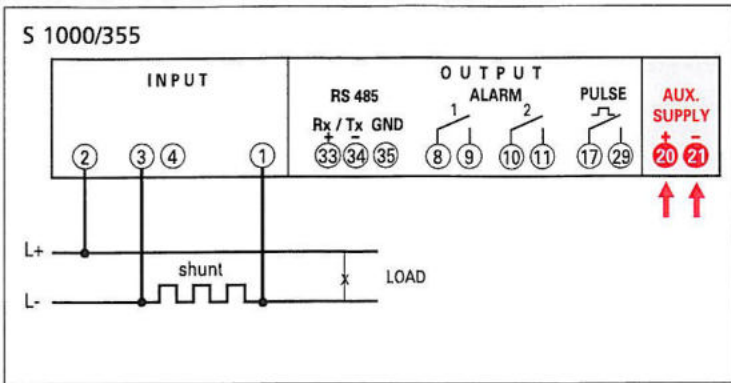 S 1000/355
INPUT
OUTPUT
RS 485
ALARM
PULSE
AUX.
SUPPLY
Rx / Tx GND
+ -
1 2
+ -
2 3 4 1
33 34 35 8 9 10 11 17 29 20 21
L+
shunt
x
LOAD
L-